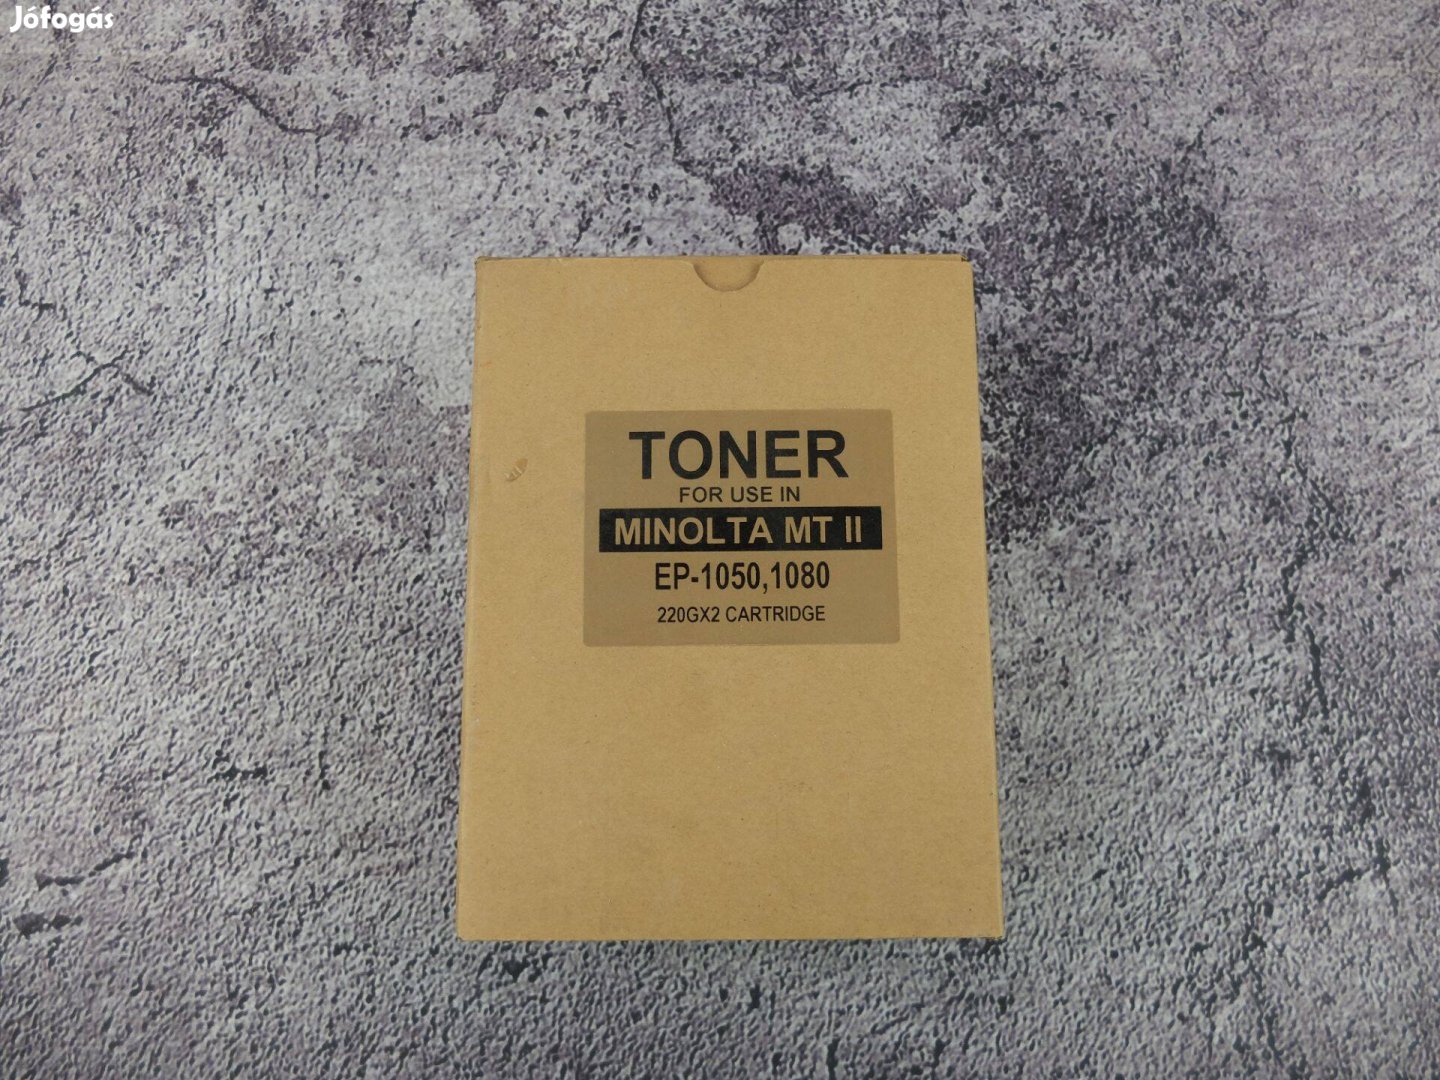 Jófogás
TONER
FOR USE IN
MINOLTA MT II
EP-1050,1080
220GX2 CARTRIDGE